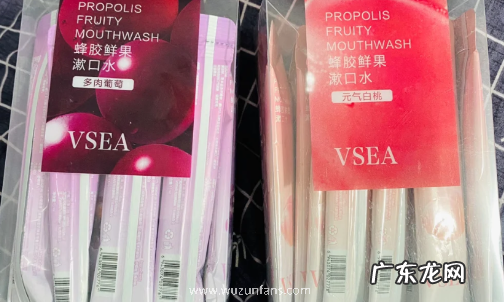 PROPOLIS
FRUITY
MOUTHWASH
蜂胶鲜果
漱口水
多肉葡萄
VSEA
PROPOLIS
FRUITY
MOUTHWASH
蜂胶鲜果
漱口水
元气白桃
VSEA
广东龙网
www.wuzunfans.com